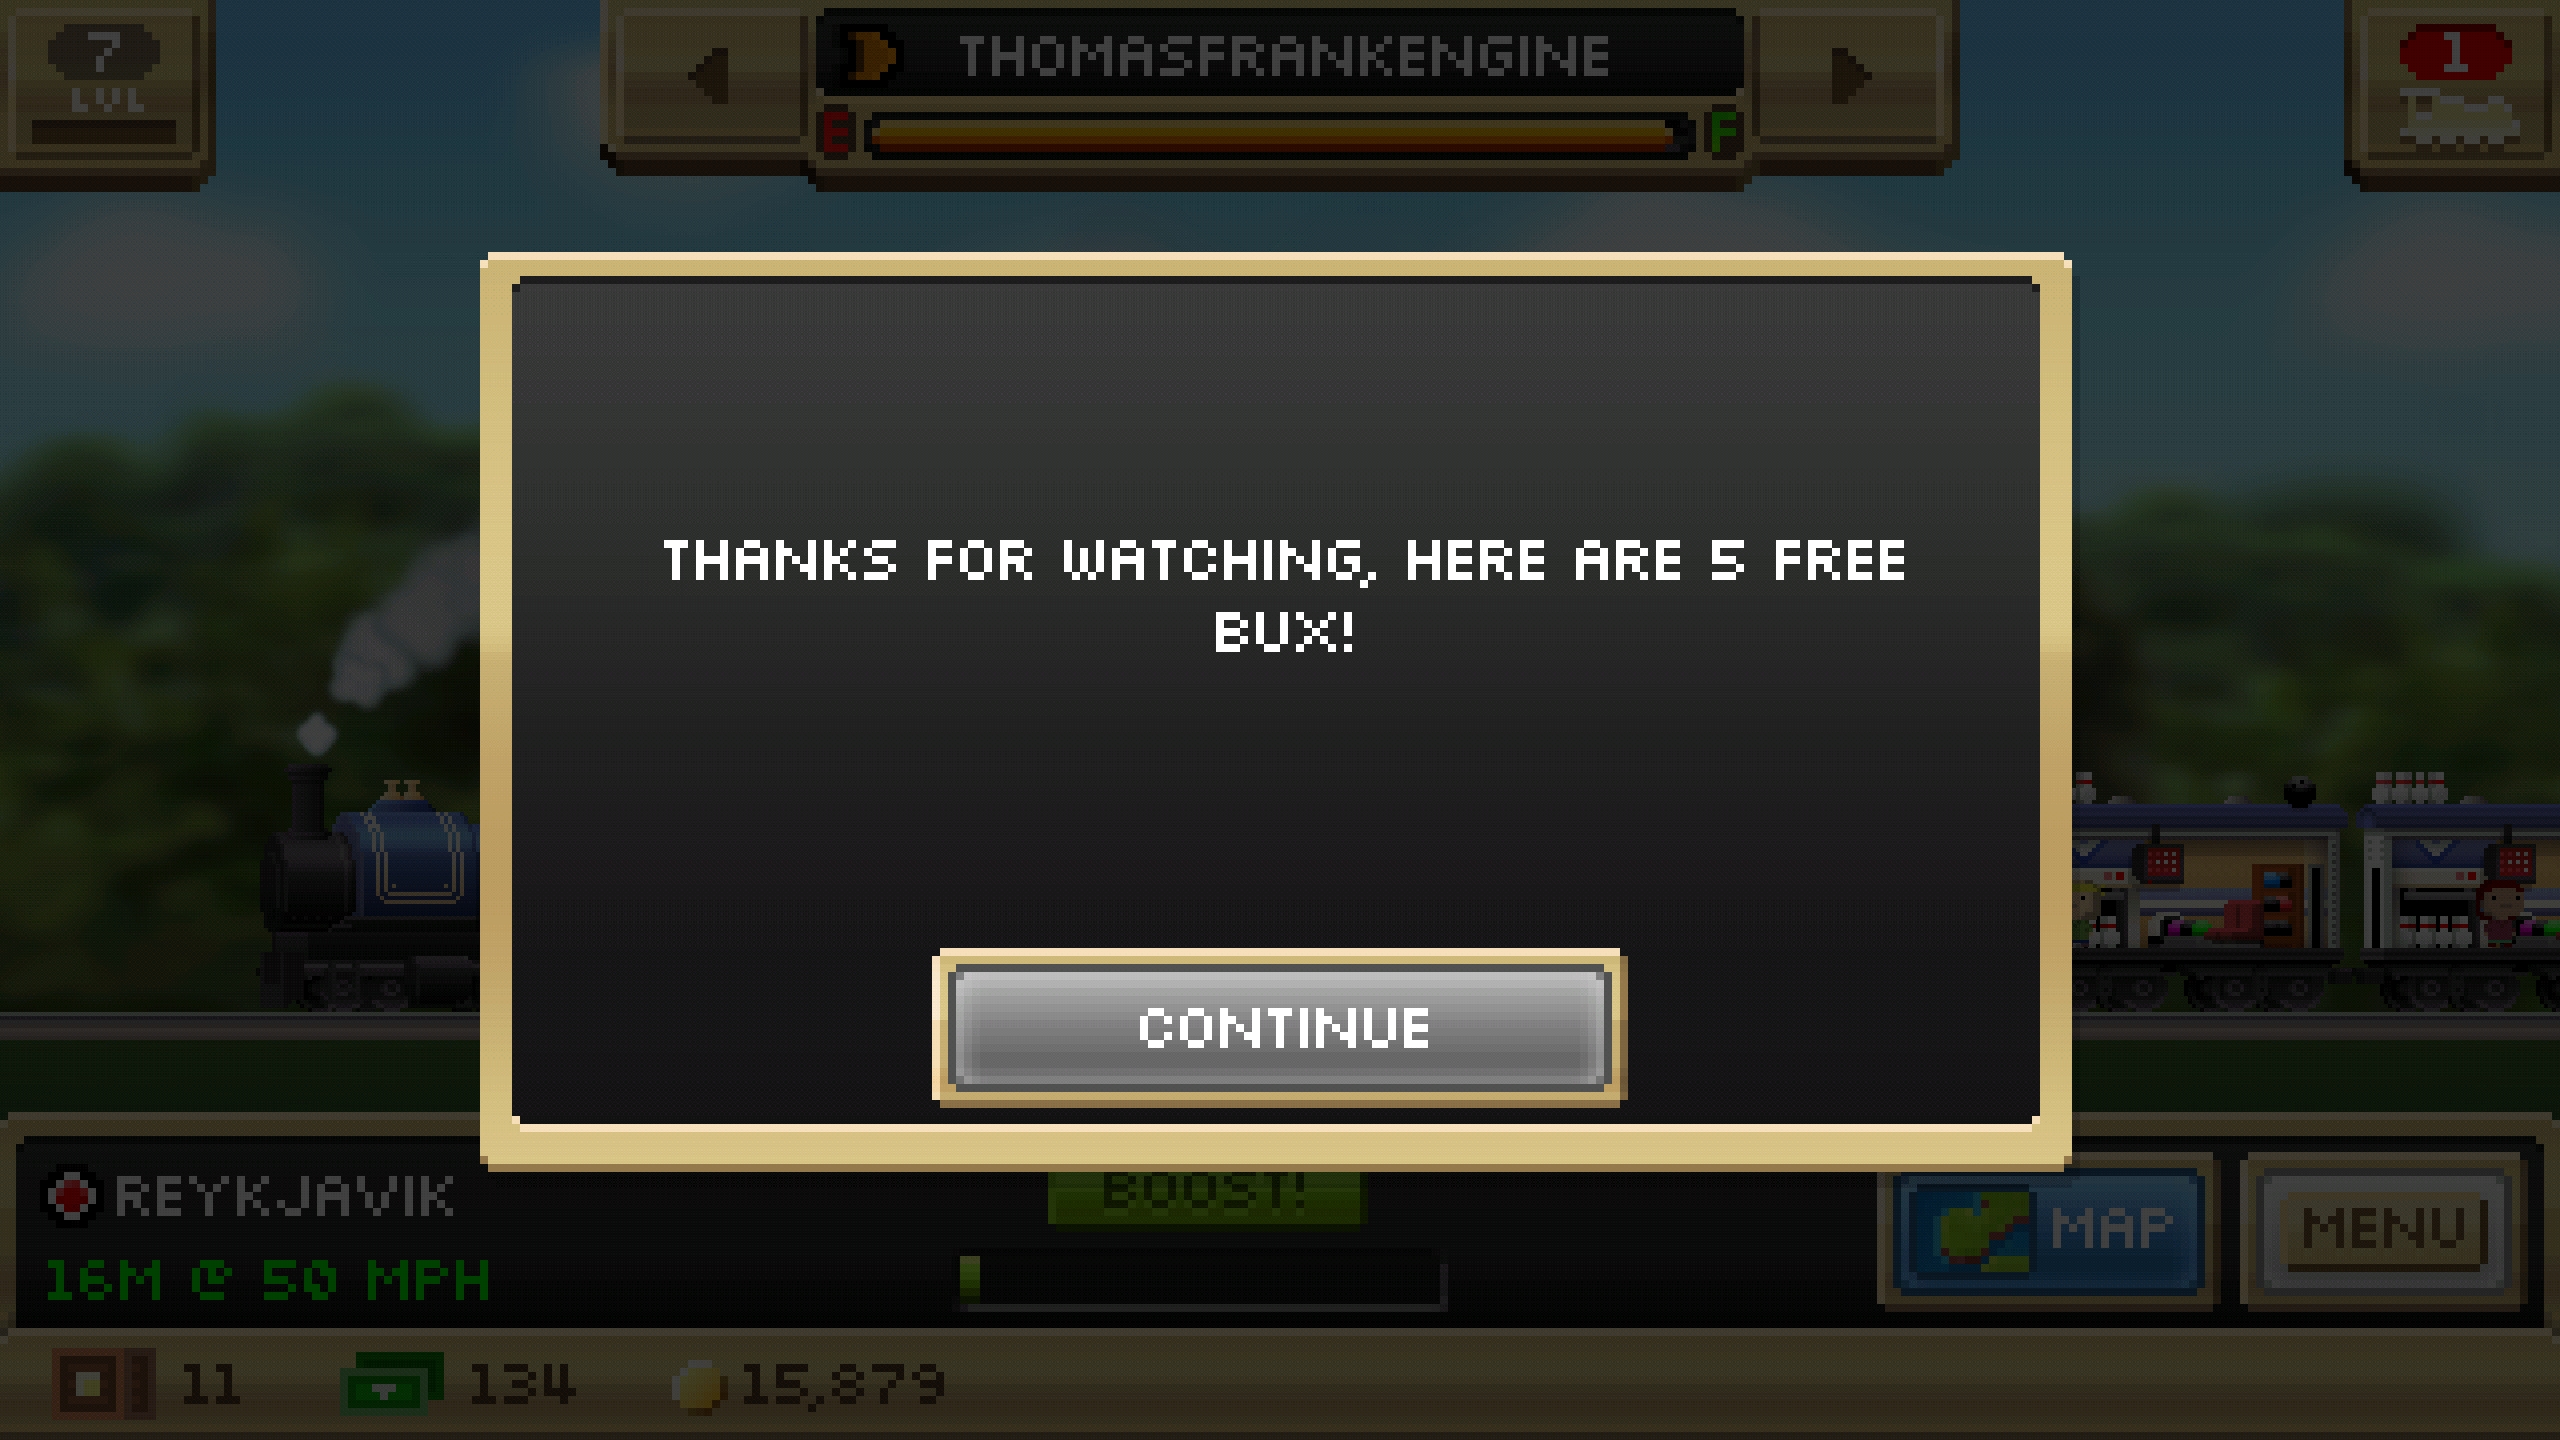 7
LVL
THOMASFRANKENGINE
E F
1
THANKS FOR WATCHING, HERE ARE 5 FREE
BUX!
CONTINUE
REYKJAVIK
16M @ 50 MPH
BOOST!
MAP
MENU
11 134 15,879